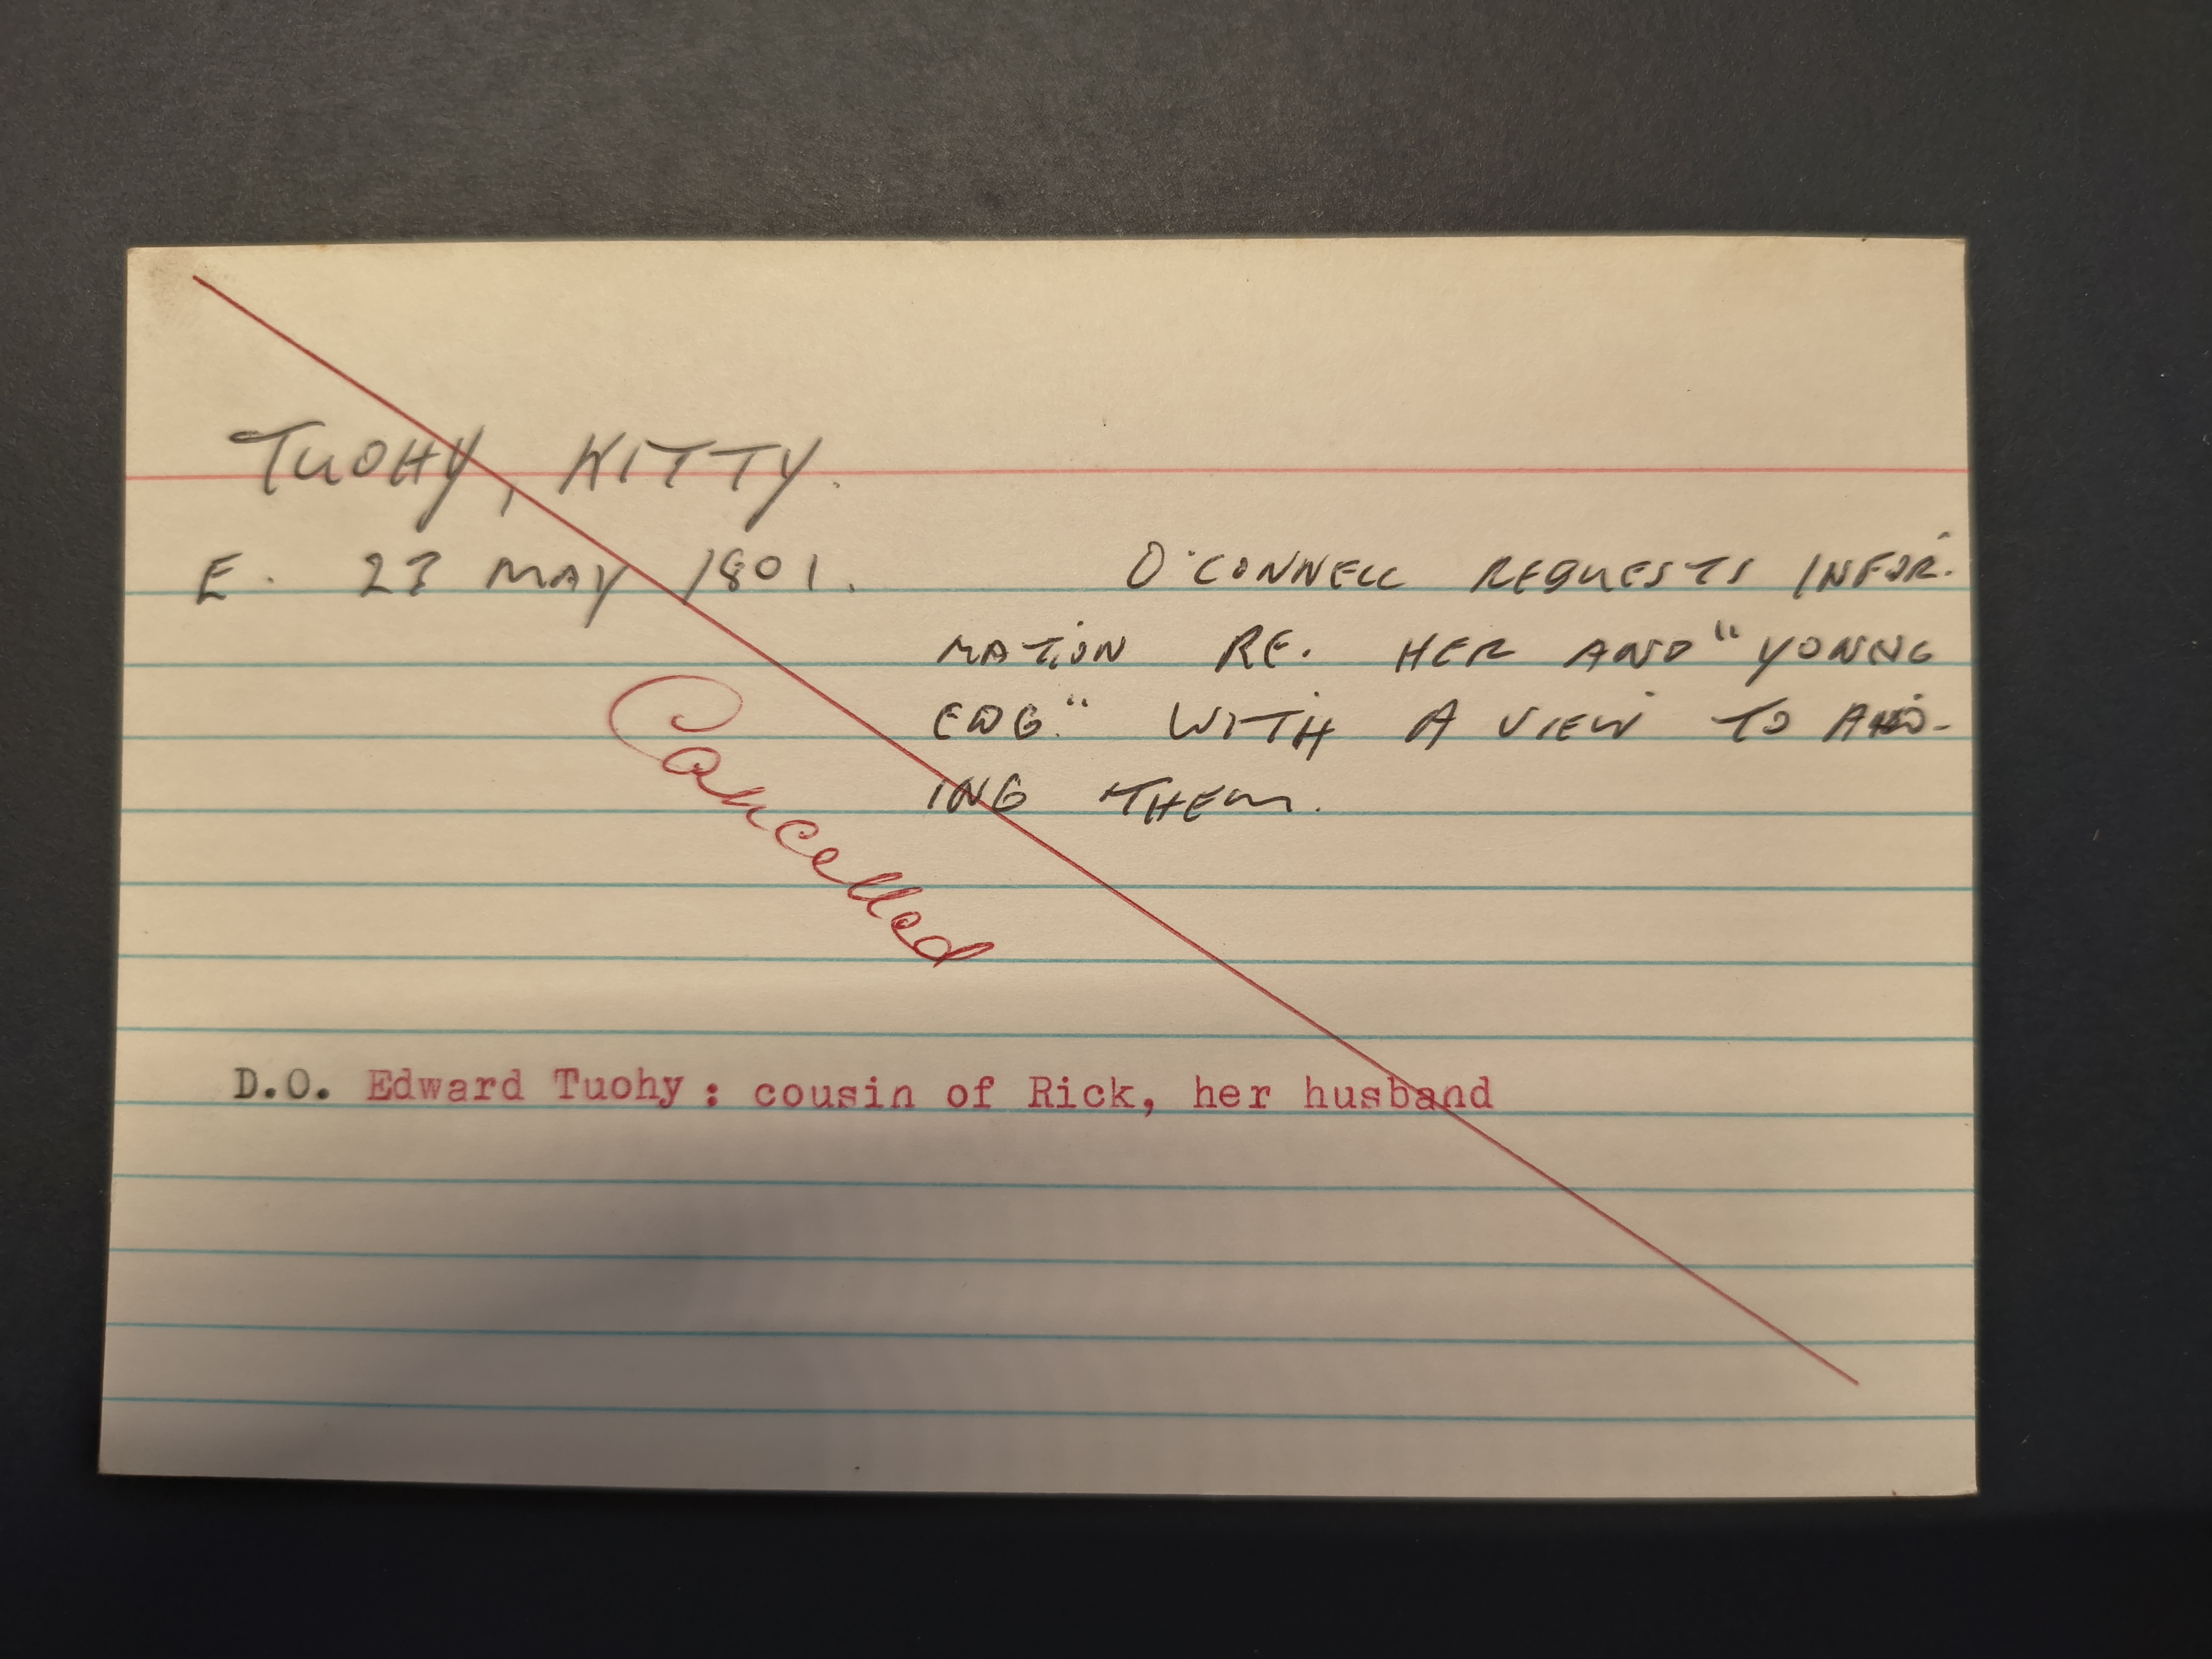 TUOHY, KITTY.
E. 23 MAY 1801. O'CONNELL REQUESTS INFOR-
MATION RE. HER AND "YOUNG
EDG." WITH A VIEW TO
ING THEM.
Cancelled
D.O. Edward Tuohy: cousin of Rick, her husband